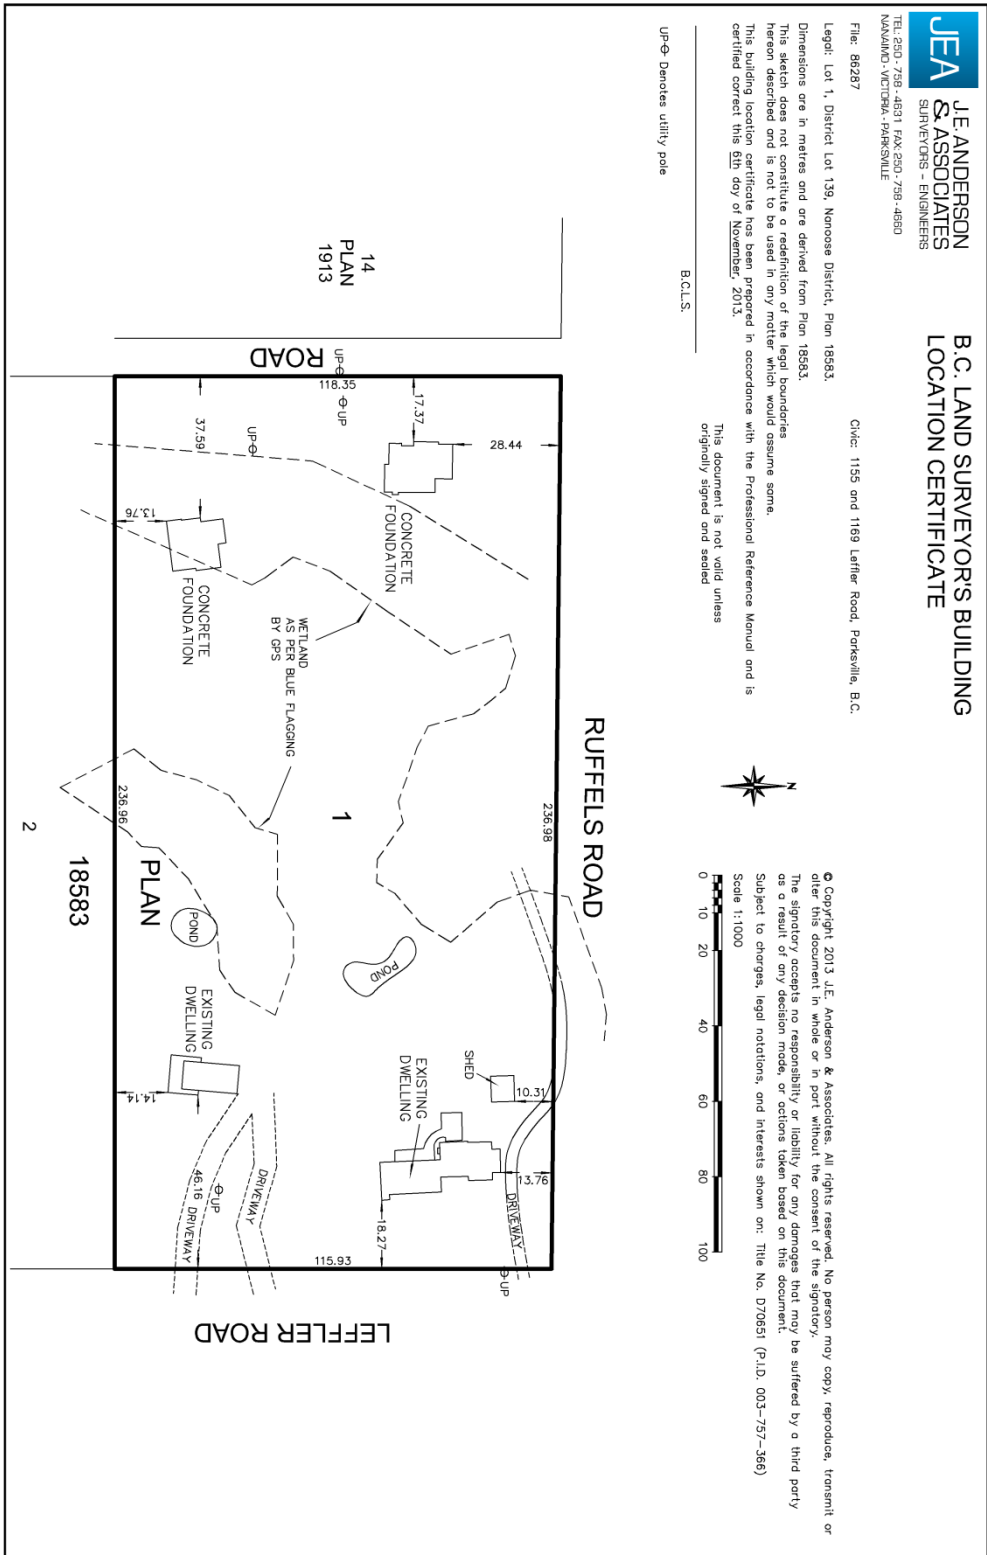 JEA
J.E. ANDERSON
& ASSOCIATES
SURVEYORS - ENGINEERS
TEL: 250-758-4631 FAX: 250-758-4660
NANAIMO - VICTORIA - PARKSVILLE
B.C. LAND SURVEYOR'S BUILDING
LOCATION CERTIFICATE
File: 86287
Civic: 1155 and 1169 Leffler Road, Parksville, B.C.
Legal: Lot 1, District Lot 139, Nanoose District, Plan 18583.
Dimensions are in metres and are derived from Plan 18583.
This sketch does not constitute a redefinition of the legal boundaries
hereon described and is not to be used in any matter which would assume same.
This building location certificate has been prepared in accordance with the Professional Reference Manual and is
certified correct this 6th day of November, 2013.
This document is not valid unless
originally signed and sealed
B.C.L.S.
UP Denotes utility pole
© Copyright 2013 J.E. Anderson & Associates. All rights reserved. No person may copy, reproduce, transmit or
alter this document in whole or in part without the consent of the signatory.
The signatory accepts no responsibility or liability for any damages that may be suffered by a third party
as a result of any decision made, or actions taken based on this document.
Subject to charges, legal notations, and interests shown on: Title No. D70651 (P.I.D. 003-757-366)
Scale 1:1000
0 10 20 40 60 80 100
N
RUFFELS ROAD
236.98
14
PLAN
1913
ROAD
UP
118.35
UP
UP
17.37
28.44
37.59
13.76
CONCRETE
FOUNDATION
CONCRETE
FOUNDATION
WETLAND
AS PER BLUE FLAGGING
BY GPS
1
POND
POND
SHED
10.31
13.76
EXISTING
DWELLING
EXISTING
DWELLING
18.27
14.14
46.16
DRIVEWAY
DRIVEWAY
DRIVEWAY
UP
UP
115.93
LEFFLER ROAD
236.96
PLAN
18583
2